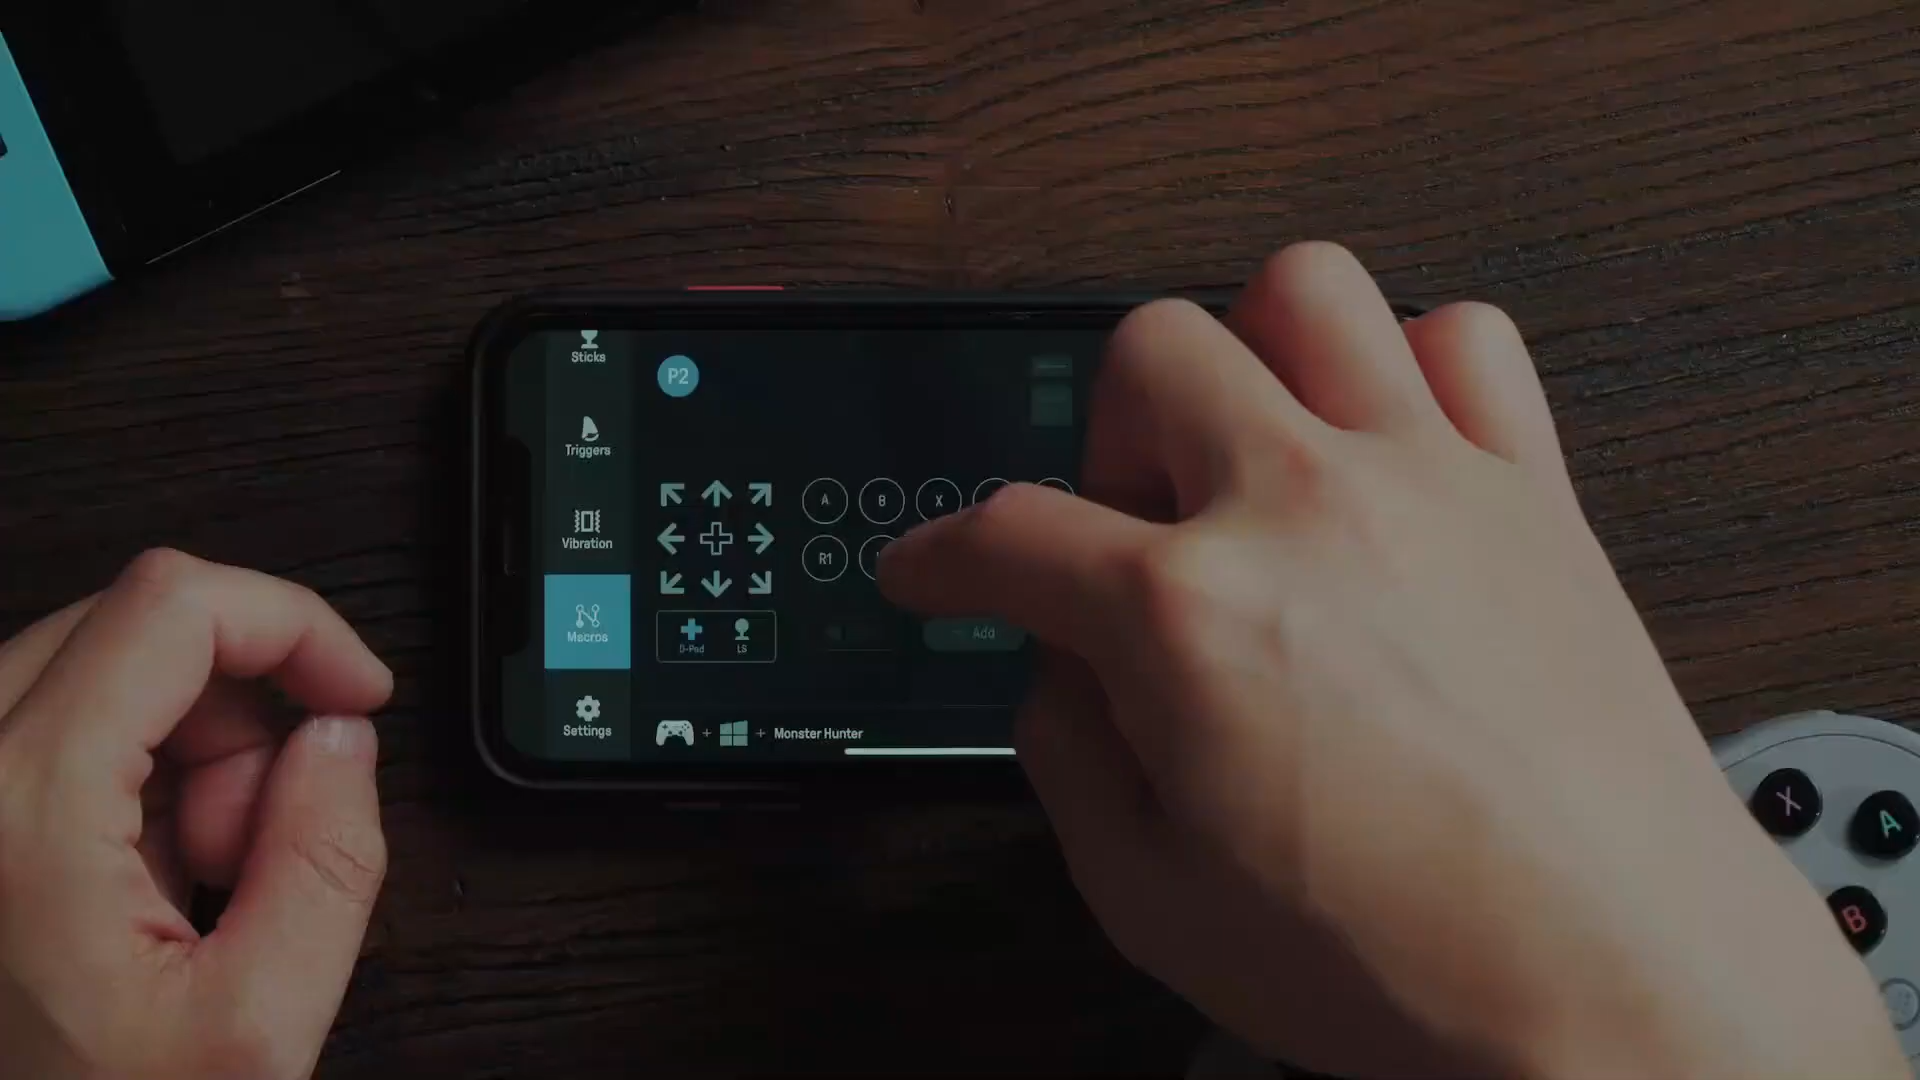 Sticks
P2
Triggers
A B X
Vibration
R1
Macros
D-Pad LS
Add
Settings
+ + Monster Hunter
X
A
B